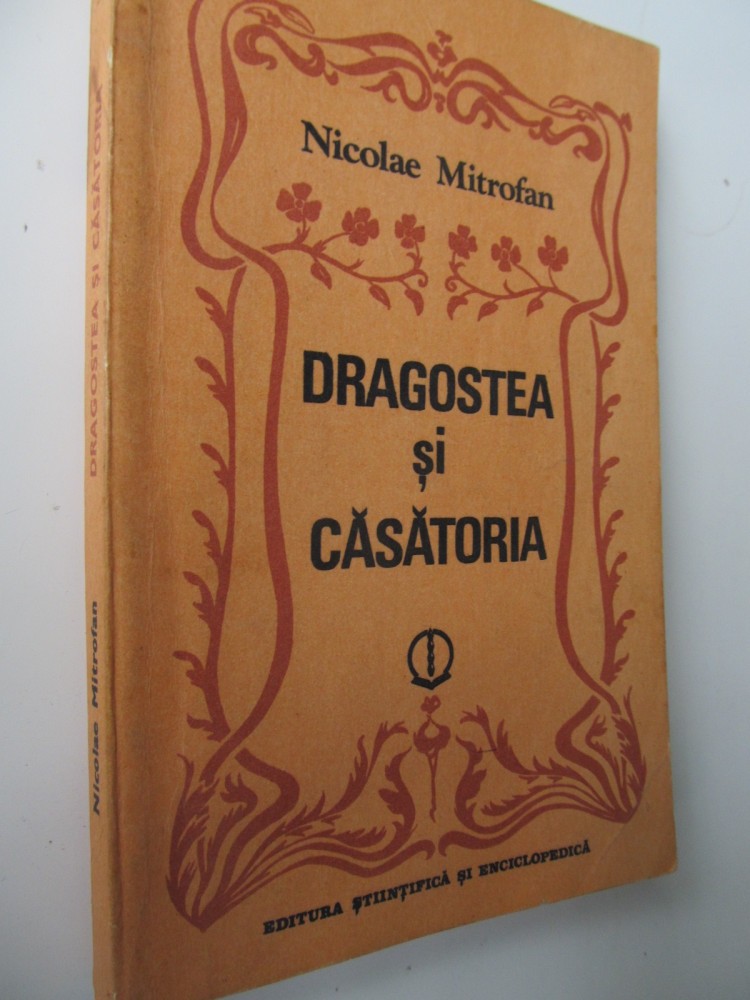 Nicolae Mitrofan
DRAGOSTEA
și
CĂSĂTORIA
EDITURA ȘTIINȚIFICĂ ȘI ENCICLOPEDICĂ
Nicolae Mitrofan DRAGOSTEA ȘI CĂSĂTORIA